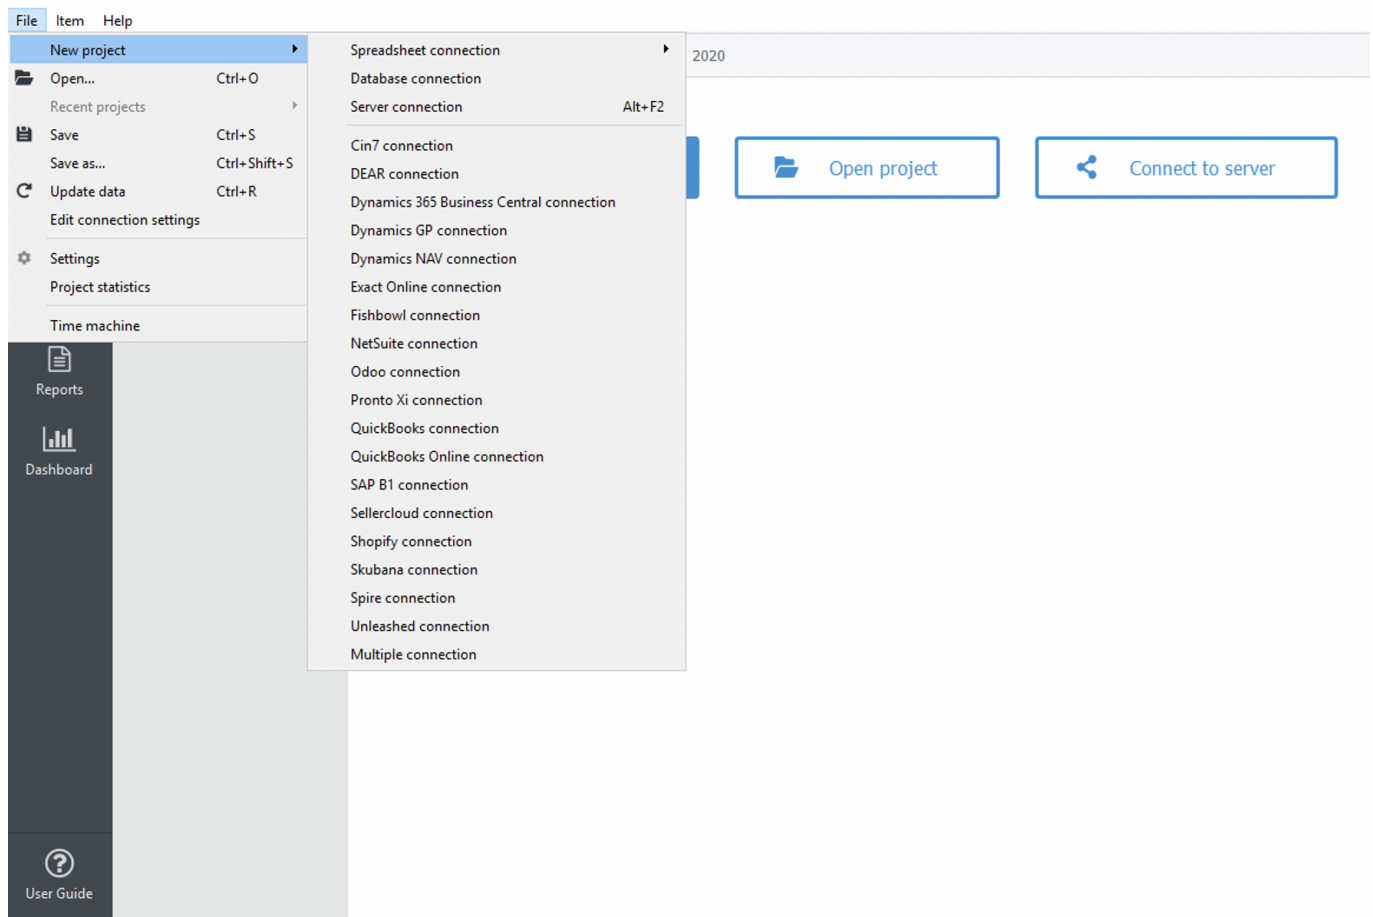 File Item Help
New project
Open... Ctrl+O
Recent projects
Save Ctrl+S
Save as... Ctrl+Shift+S
Update data Ctrl+R
Edit connection settings
Settings
Project statistics
Time machine
Spreadsheet connection
Database connection
Server connection Alt+F2
Cin7 connection
DEAR connection
Dynamics 365 Business Central connection
Dynamics GP connection
Dynamics NAV connection
Exact Online connection
Fishbowl connection
NetSuite connection
Odoo connection
Pronto Xi connection
QuickBooks connection
QuickBooks Online connection
SAP B1 connection
Sellercloud connection
Shopify connection
Skubana connection
Spire connection
Unleashed connection
Multiple connection
2020
Open project
Connect to server
Reports
Dashboard
User Guide